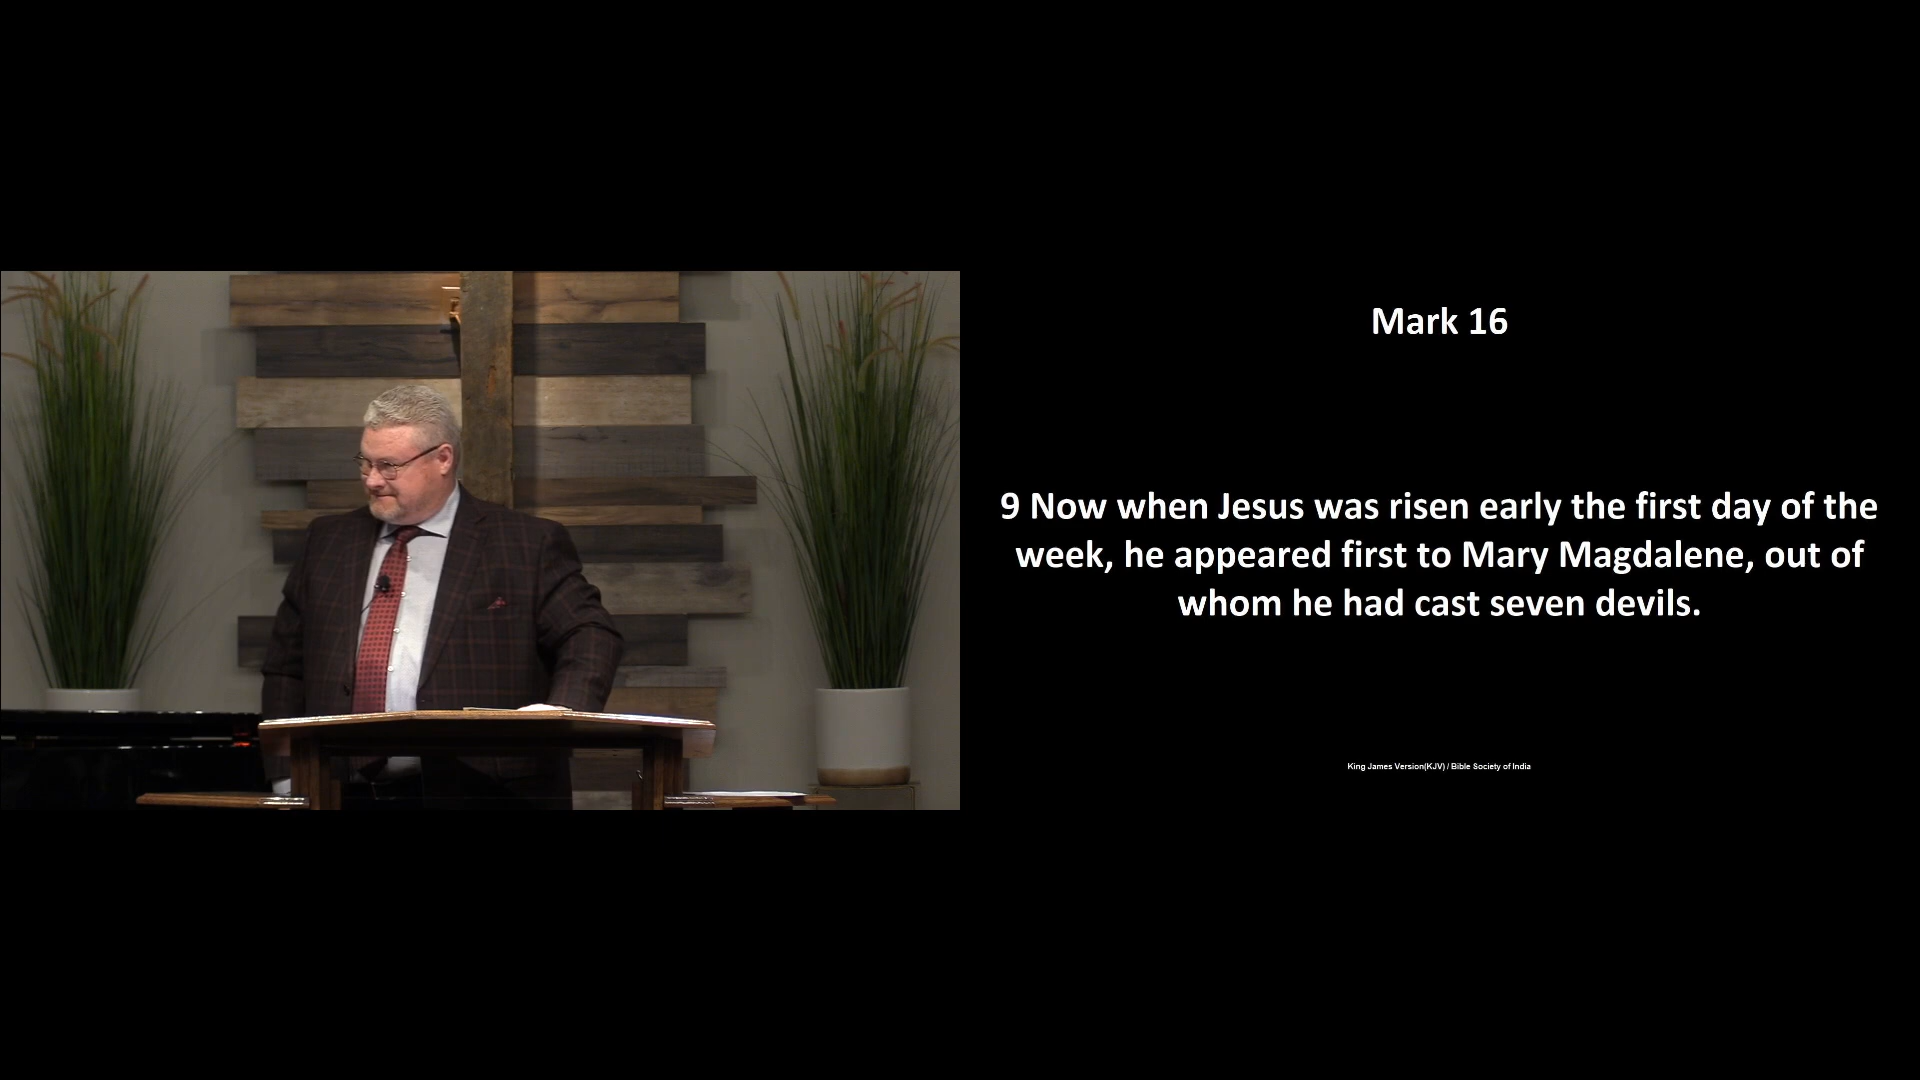 Mark 16
9 Now when Jesus was risen early the first day of the
week, he appeared first to Mary Magdalene, out of
whom he had cast seven devils.
King James Version(KJV) / Bible Society of India